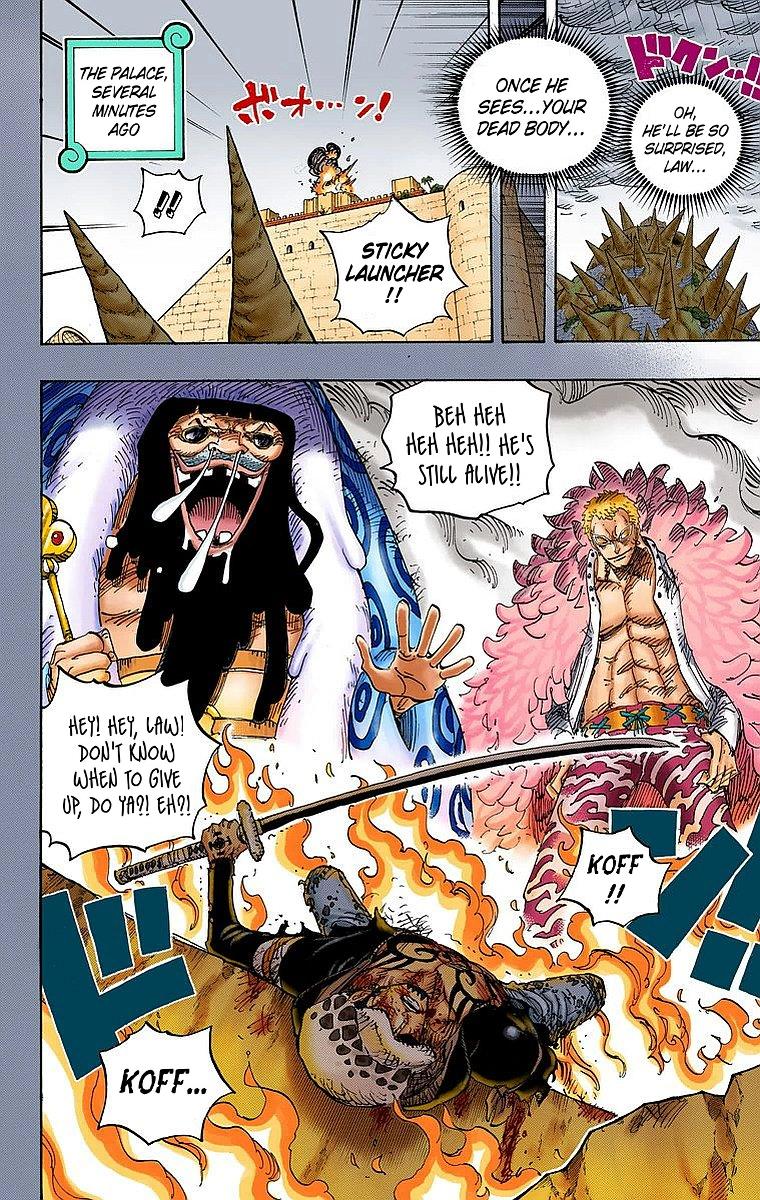 ドクンッ!!
OH,
HE'LL BE SO
SURPRISED,
LAW...
ONCE HE
SEES...YOUR
DEAD BODY...
THE PALACE,
SEVERAL
MINUTES
AGO
ボオ…ン!
!!
STICKY
LAUNCHER
!!
BEH HEH
HEH HEH!! HE'S
STILL ALIVE!!
HEY! HEY, LAW!
DON'T KNOW
WHEN TO GIVE
UP, DO YA?! EH?!
KOFF
!!
ドン!!
KOFF...